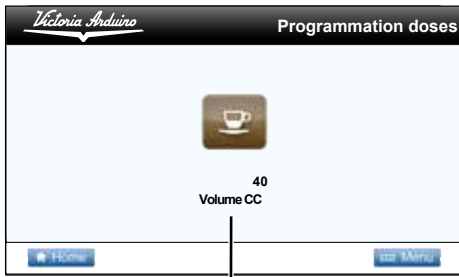 Victoria Arduino
Programmation doses
40
Volume CC
Home
Menu